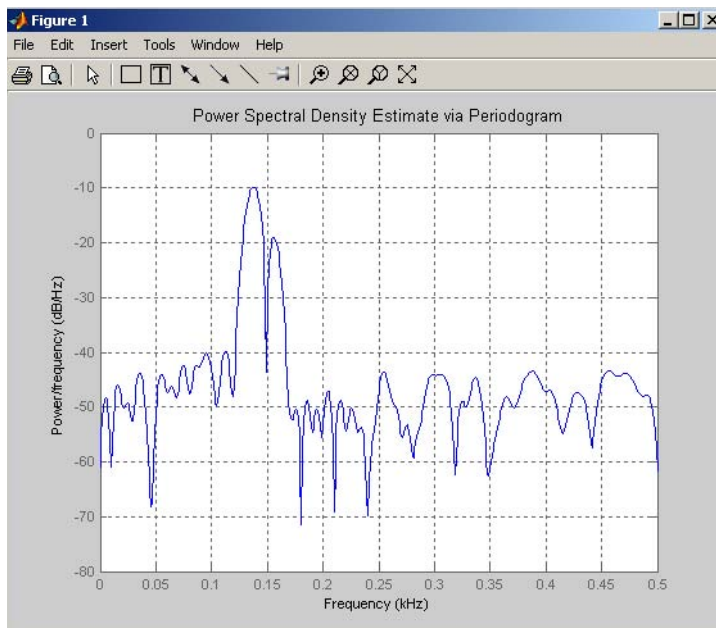 Figure 1
File Edit Insert Tools Window Help
T
Power Spectral Density Estimate via Periodogram
0
-10
-20
-30
-40
-50
-60
-70
-80
Power/frequency (dB/Hz)
0 0.05 0.1 0.15 0.2 0.25 0.3 0.35 0.4 0.45 0.5
Frequency (kHz)